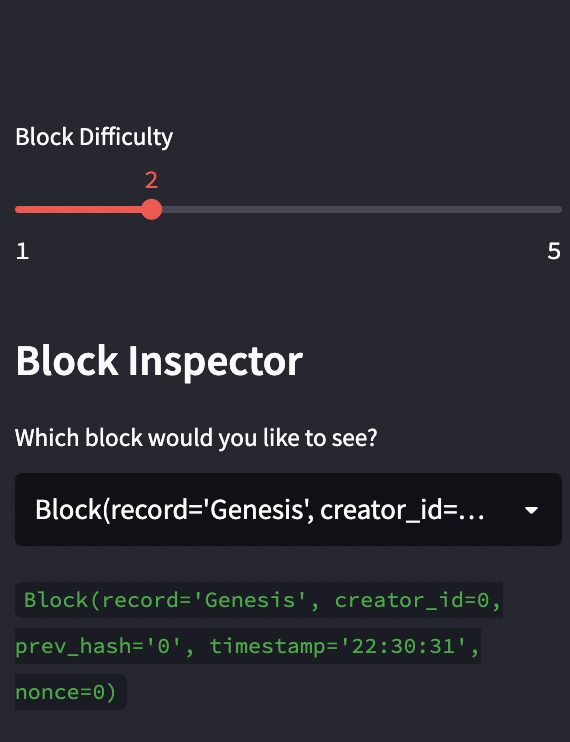 Block Difficulty
2
1 5
Block Inspector
Which block would you like to see?
Block(record='Genesis', creator_id=...
Block(record='Genesis', creator_id=0,
prev_hash='0', timestamp='22:30:31',
nonce=0)